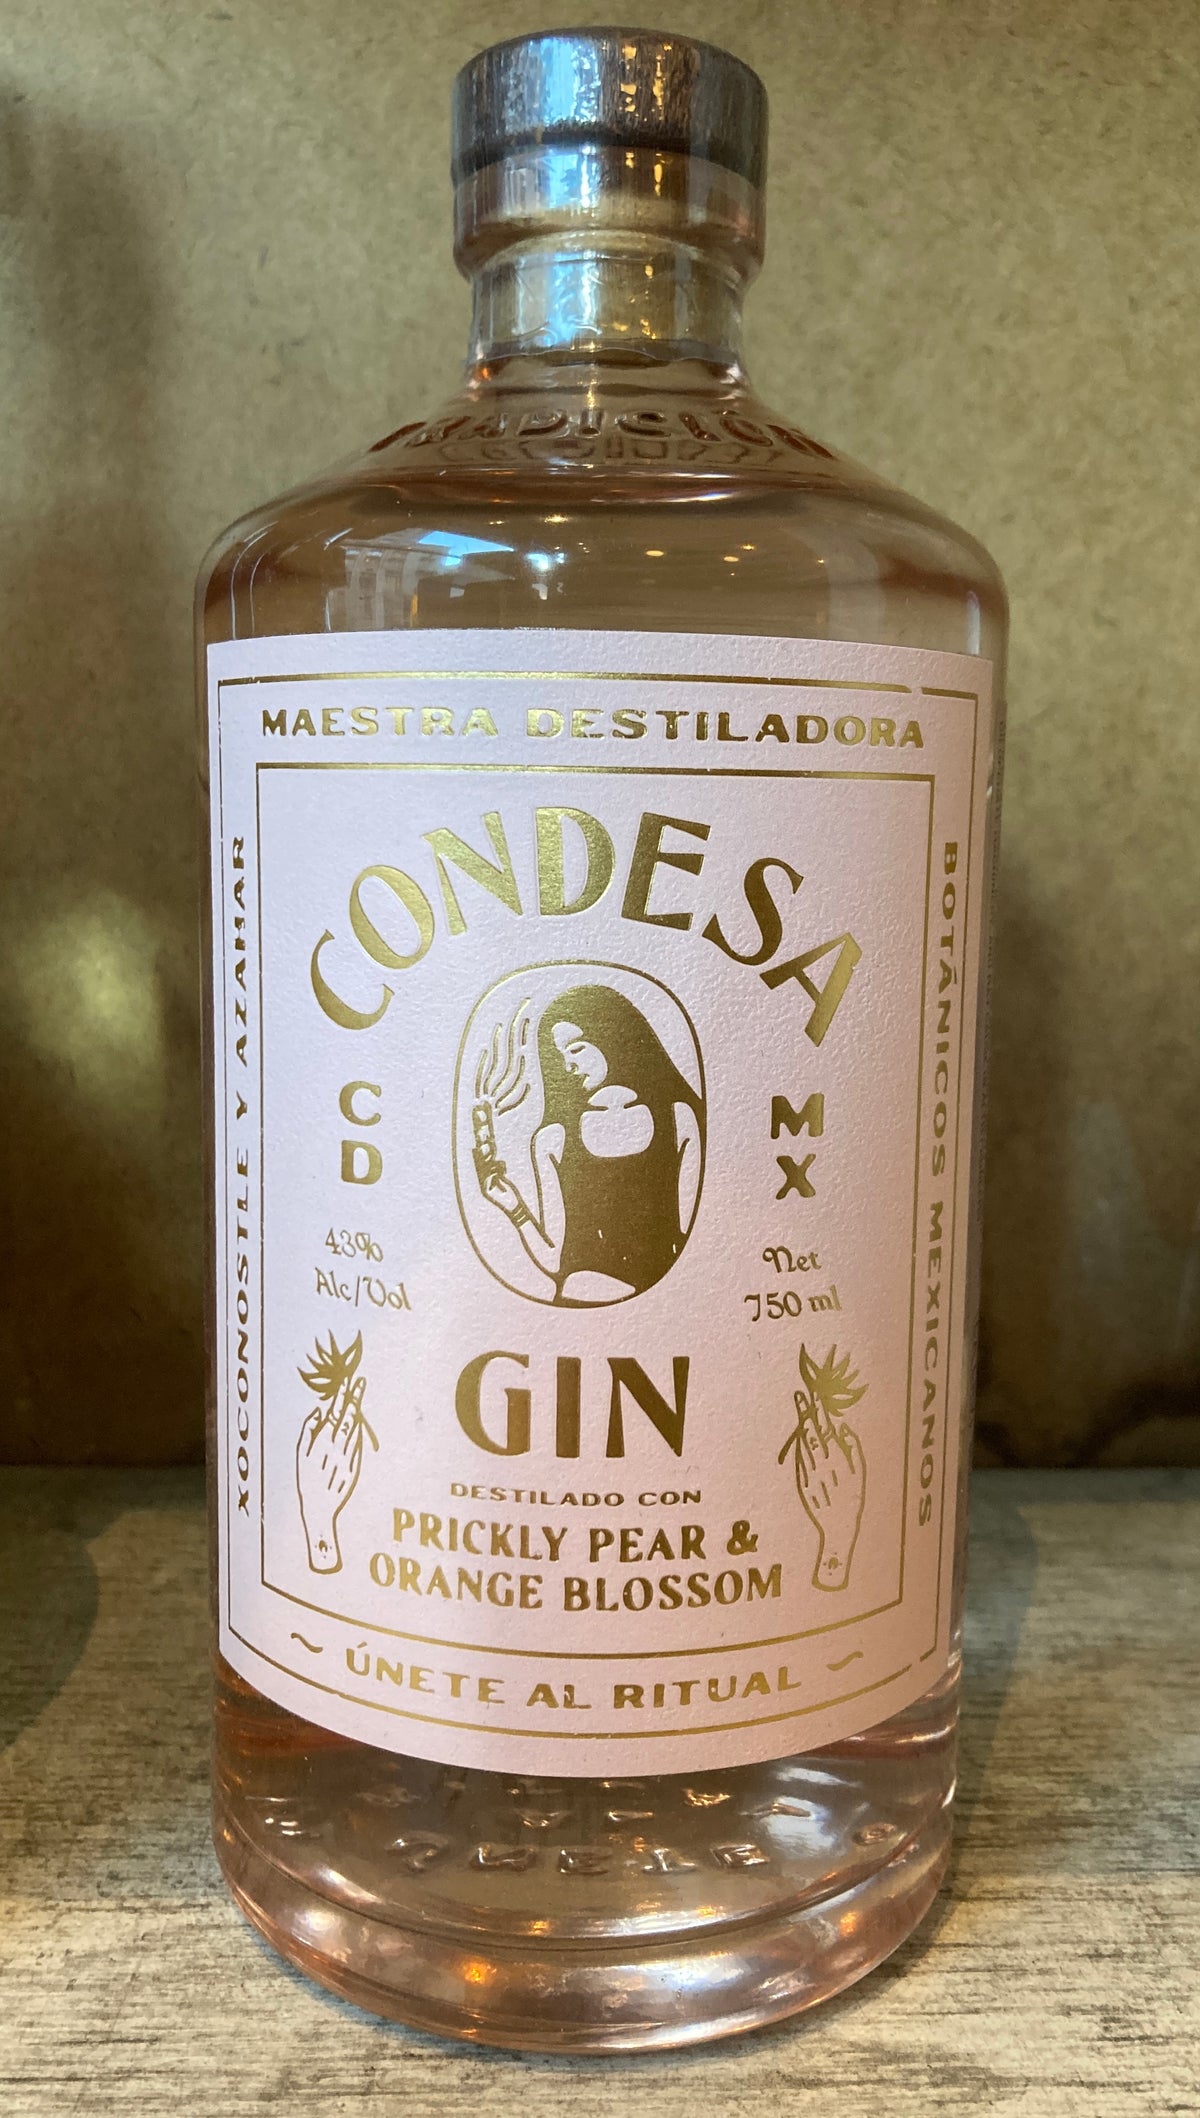 TRADICIÓN
MAESTRA DESTILADORA
CONDESA
CD
MX
43%
Alc/Vol
Net
750 ml
XOCONOSTLE Y AZAHAR
BOTÁNICOS MEXICANOS
GIN
DESTILADO CON
PRICKLY PEAR &
ORANGE BLOSSOM
~ ÚNETE AL RITUAL ~